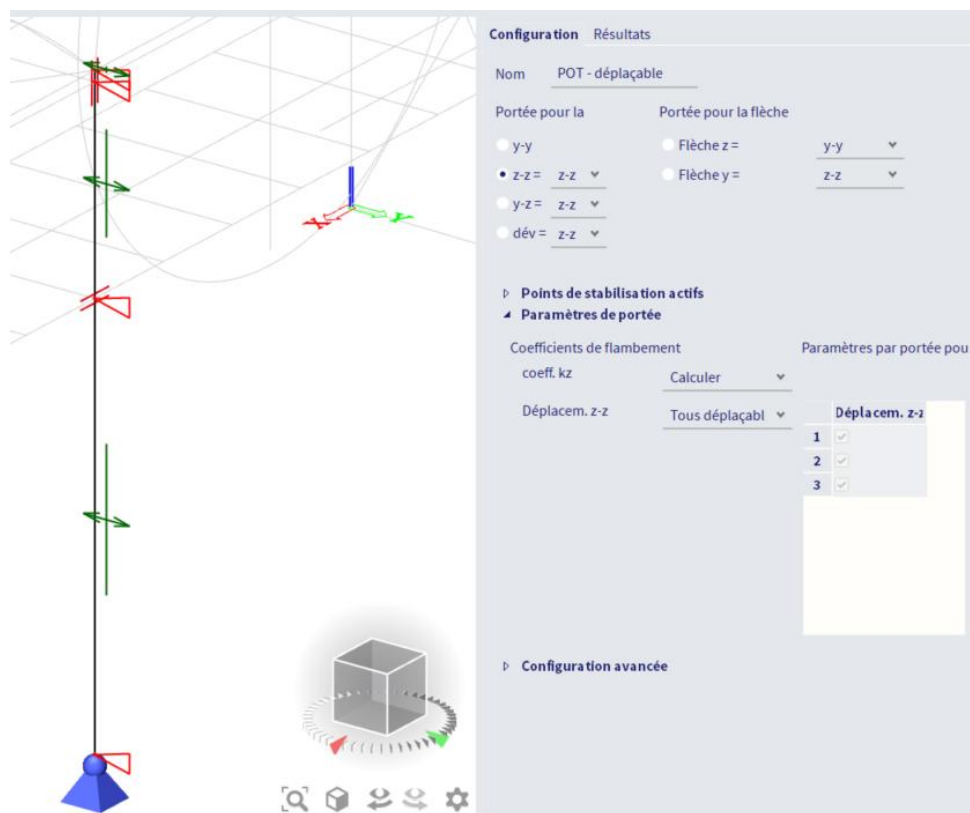 Configuration Résultats
Nom POT - déplaçable
Portée pour la Portée pour la flèche
y-y Flèche z = y-y
z-z = z-z Flèche y = z-z
y-z = z-z
dév = z-z
Points de stabilisation actifs
Paramètres de portée
Coefficients de flambement Paramètres par portée pou
coeff. kz Calculer
Déplacem. z-z Tous déplaçabl Déplacem. z-z
1
2
3
Configuration avancée
X Y